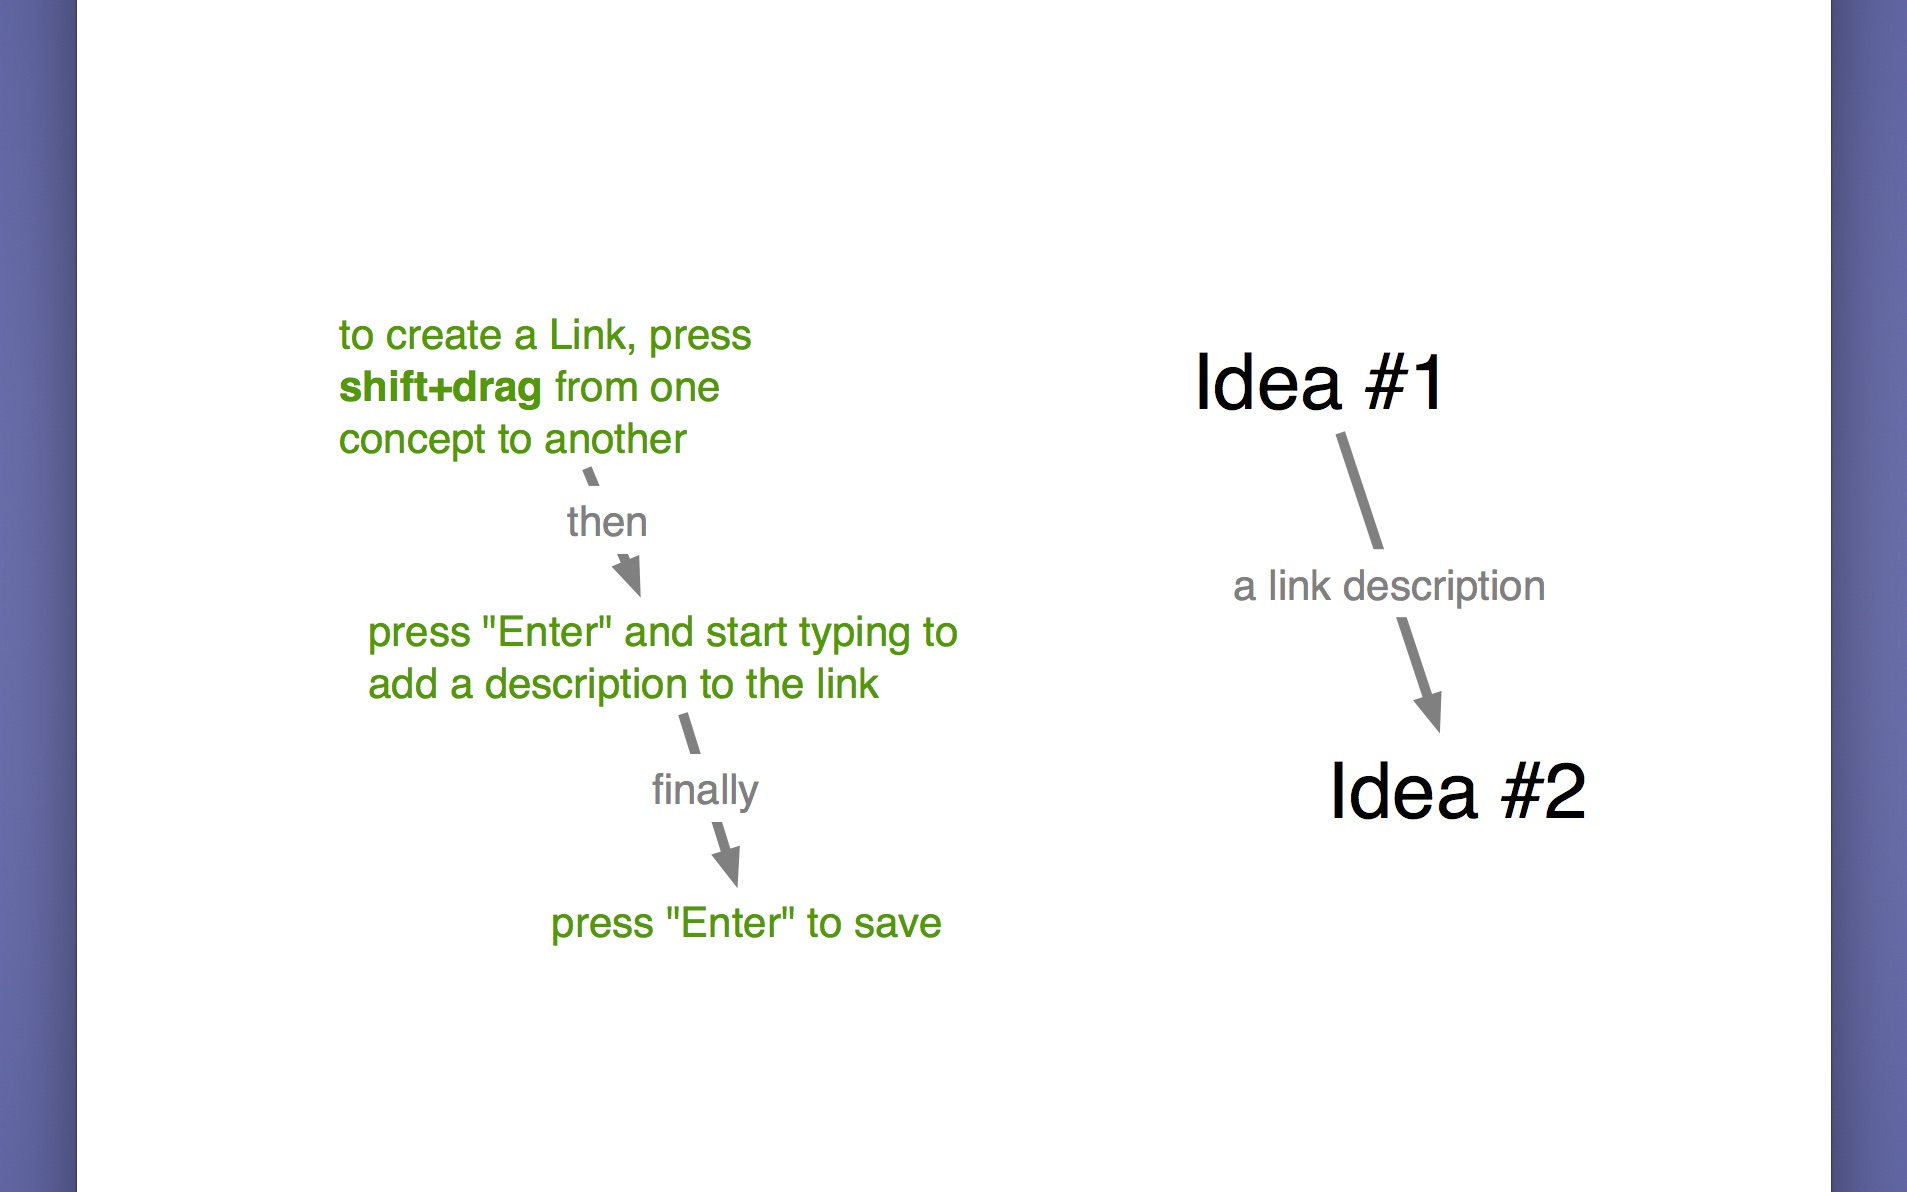 to create a Link, press
shift+drag from one
concept to another
then
press "Enter" and start typing to
add a description to the link
finally
press "Enter" to save
Idea #1
a link description
Idea #2